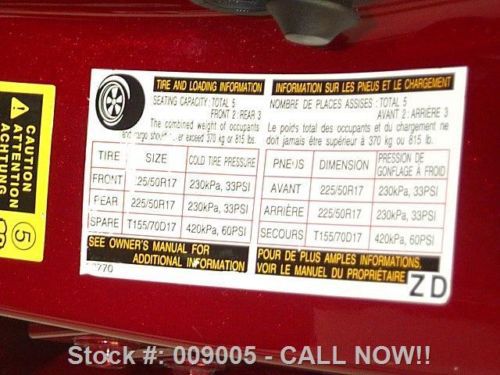 TIRE AND LOADING INFORMATION
SEATING CAPACITY: TOTAL 5
FRONT 2: REAR 3
The combined weight of occupants
and cargo should exceed 370 kg or 815 lbs.
TIRE SIZE COLD TIRE PRESSURE
FRONT 225/50R17 230kPa, 33PSI
REAR 225/50R17 230kPa, 33PSI
SPARE T155/70D17 420kPa, 60PSI
SEE OWNER'S MANUAL FOR
ADDITIONAL INFORMATION
INFORMATION SUR LES PNEUS ET LE CHARGEMENT
NOMBRE DE PLACES ASSISES : TOTAL 5
AVANT 2: ARRIÈRE 3
Le poids total des occupants et du chargement ne
doit jamais être supérieur à 370 kg ou 815 lb.
PNEUS DIMENSION PRESSION DE
GONFLAGE À FROID
AVANT 225/50R17 230kPa, 33PSI
ARRIÈRE 225/50R17 230kPa, 33PSI
SECOURS T155/70D17 420kPa, 60PSI
POUR DE PLUS AMPLES INFORMATIONS,
VOIR LE MANUEL DU PROPRIÉTAIRE
ZD
CAUTION
ATTENTION
ACHTUNG
5
Stock #: 009005 - CALL NOW!!